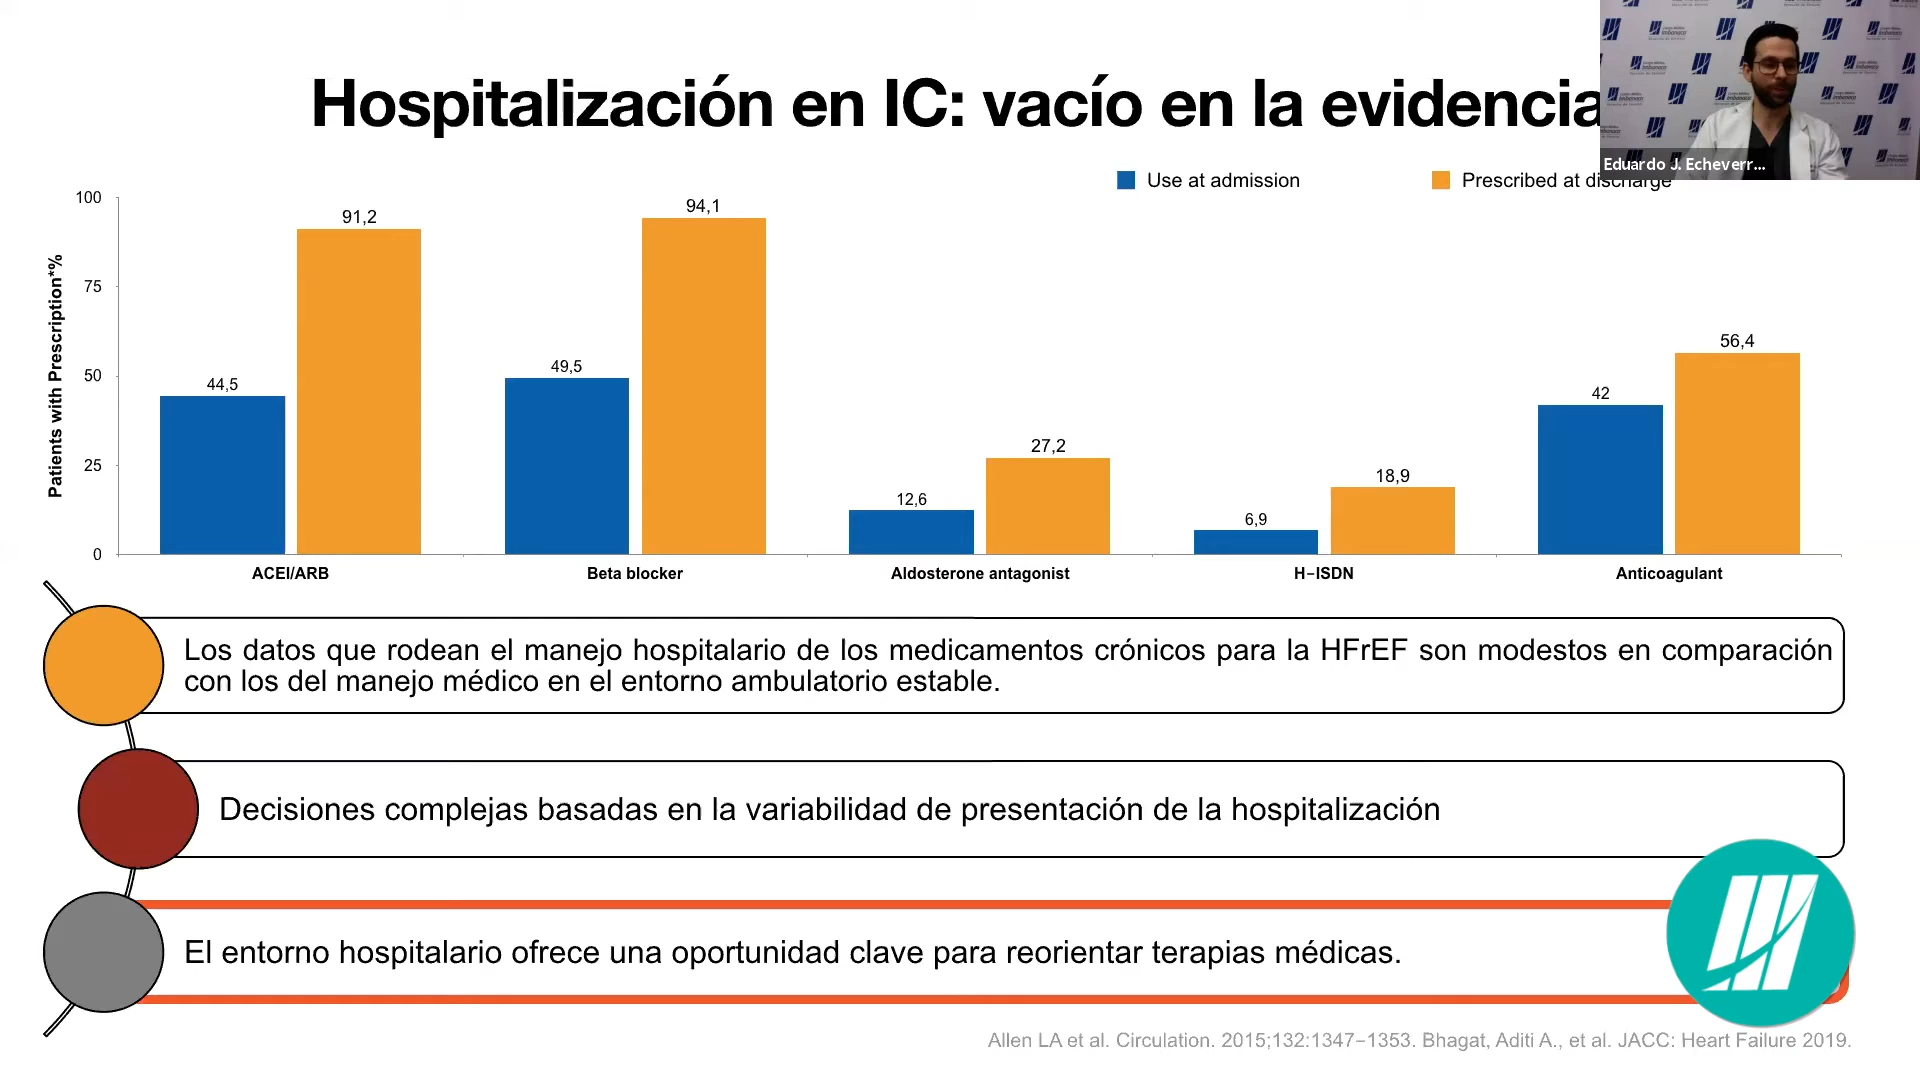 Hospitalización en IC: vacío en la evidencia
Eduardo J. Echeverr...
Use at admission
Prescribed at discharge
Patients with Prescription*%
100
75
50
25
0
44,5
91,2
49,5
94,1
12,6
27,2
6,9
18,9
42
56,4
ACEI/ARB
Beta blocker
Aldosterone antagonist
H–ISDN
Anticoagulant
Los datos que rodean el manejo hospitalario de los medicamentos crónicos para la HFrEF son modestos en comparación
con los del manejo médico en el entorno ambulatorio estable.
Decisiones complejas basadas en la variabilidad de presentación de la hospitalización
El entorno hospitalario ofrece una oportunidad clave para reorientar terapias médicas.
Allen LA et al. Circulation. 2015;132:1347–1353. Bhagat, Aditi A., et al. JACC: Heart Failure 2019.